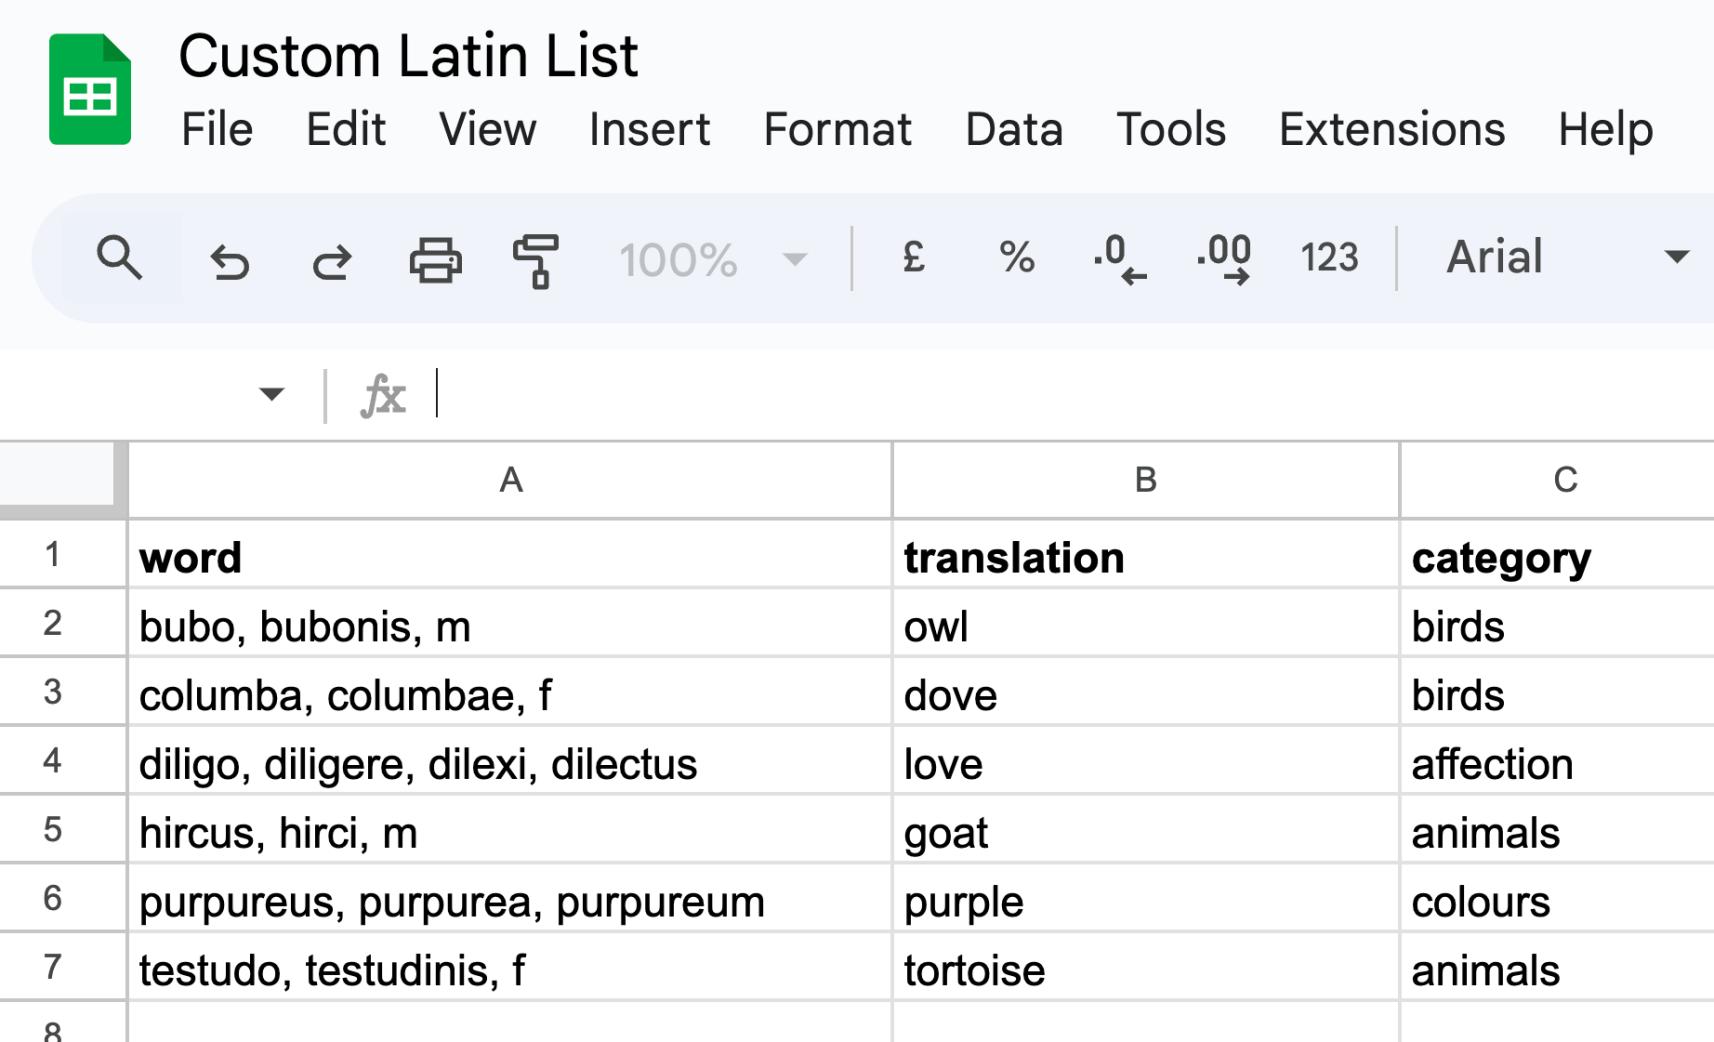 Custom Latin List
File Edit View Insert Format Data Tools Extensions Help
100% £ % .0 .00 123 Arial
fx
A B C
1 word translation category
2 bubo, bubonis, m owl birds
3 columba, columbae, f dove birds
4 diligo, diligere, dilexi, dilectus love affection
5 hircus, hirci, m goat animals
6 purpureus, purpurea, purpureum purple colours
7 testudo, testudinis, f tortoise animals
8